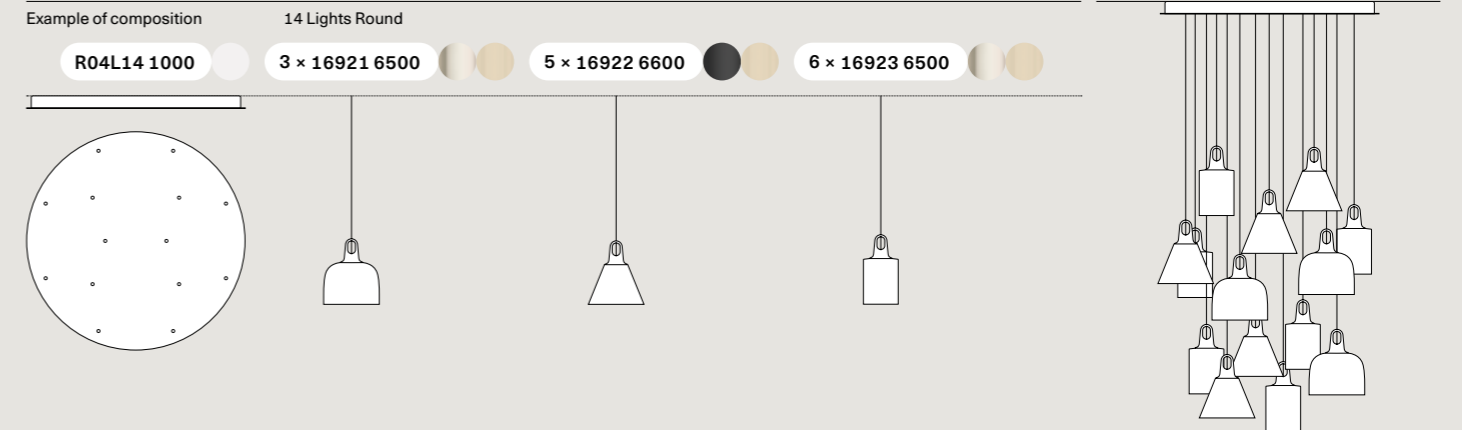 Example of composition 14 Lights Round
R04L14 1000 3 × 16921 6500 5 × 16922 6600 6 × 16923 6500